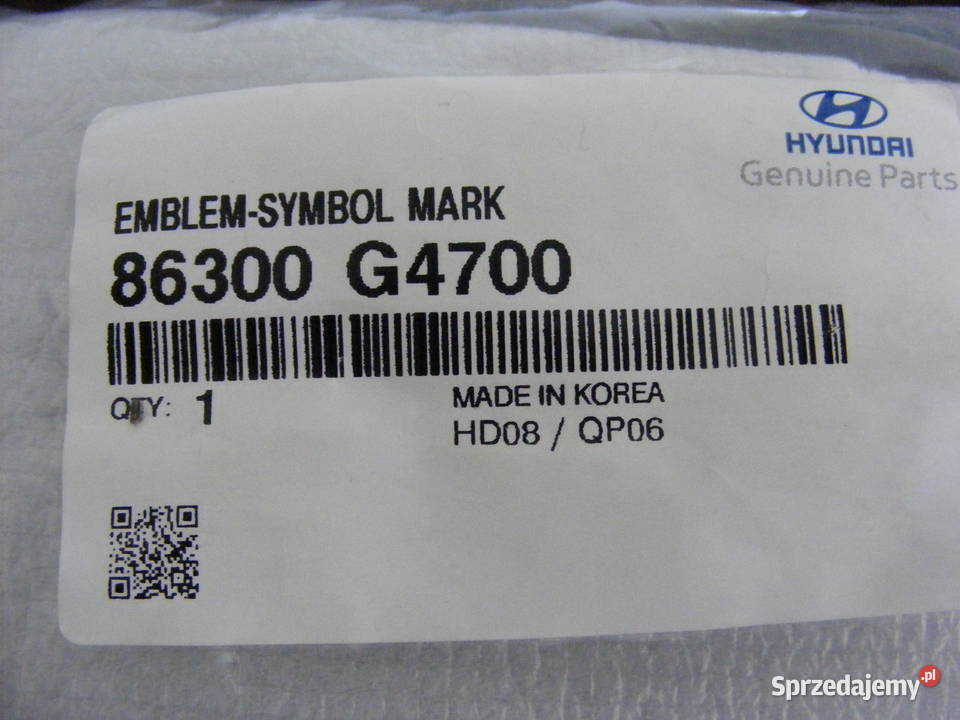 HYUNDAI
Genuine Parts
EMBLEM-SYMBOL MARK
86300 G4700
QTY: 1
MADE IN KOREA
HD08 / QP06
Sprzedajemy.pl